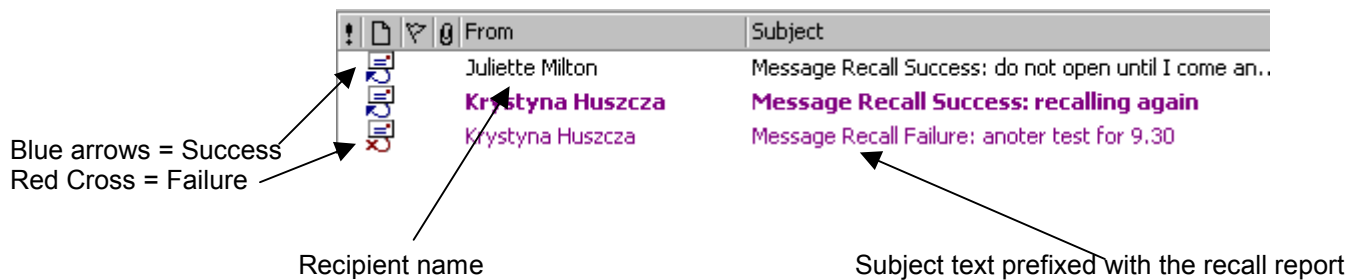 From Subject
Juliette Milton Message Recall Success: do not open until I come an..
Krystyna Huszcza Message Recall Success: recalling again
Krystyna Huszcza Message Recall Failure: anoter test for 9.30
Blue arrows = Success
Red Cross = Failure
Recipient name Subject text prefixed with the recall report